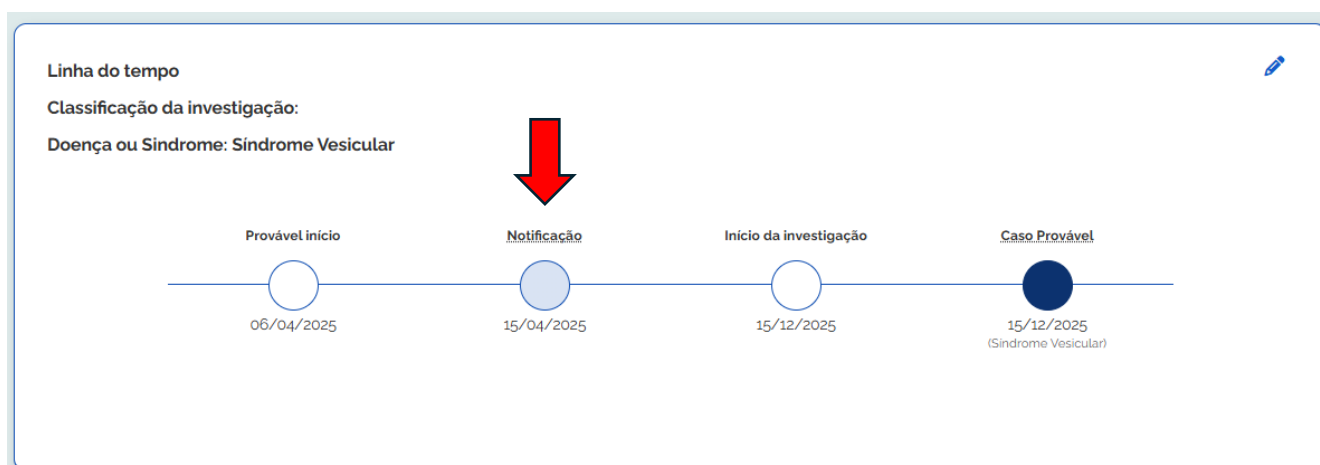 Linha do tempo
Classificação da investigação:
Doença ou Sindrome: Síndrome Vesicular
Provável início
Notificação
Início da investigação
Caso Provável
06/04/2025
15/04/2025
15/12/2025
15/12/2025
(Síndrome Vesicular)